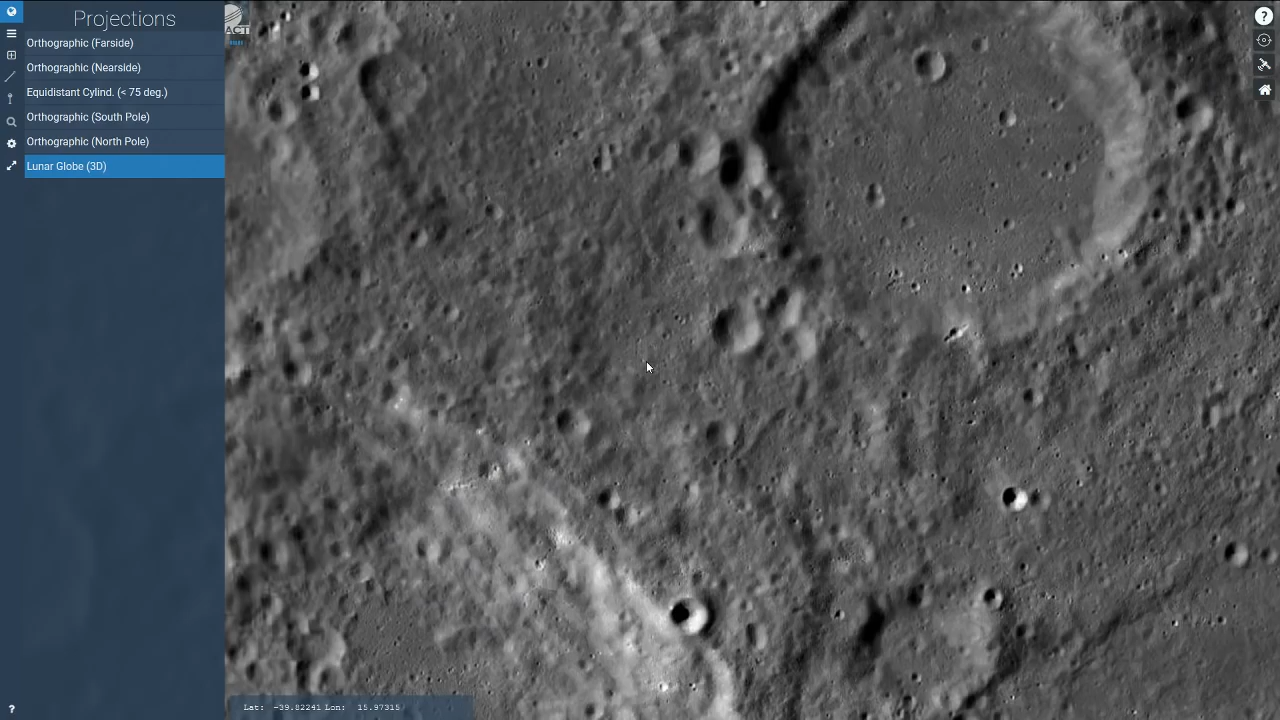 Projections
ACT
Orthographic (Farside)
Orthographic (Nearside)
Equidistant Cylind. (< 75 deg.)
Orthographic (South Pole)
Orthographic (North Pole)
Lunar Globe (3D)
?
?
Lat: -39.82241 Lon: 15.97315